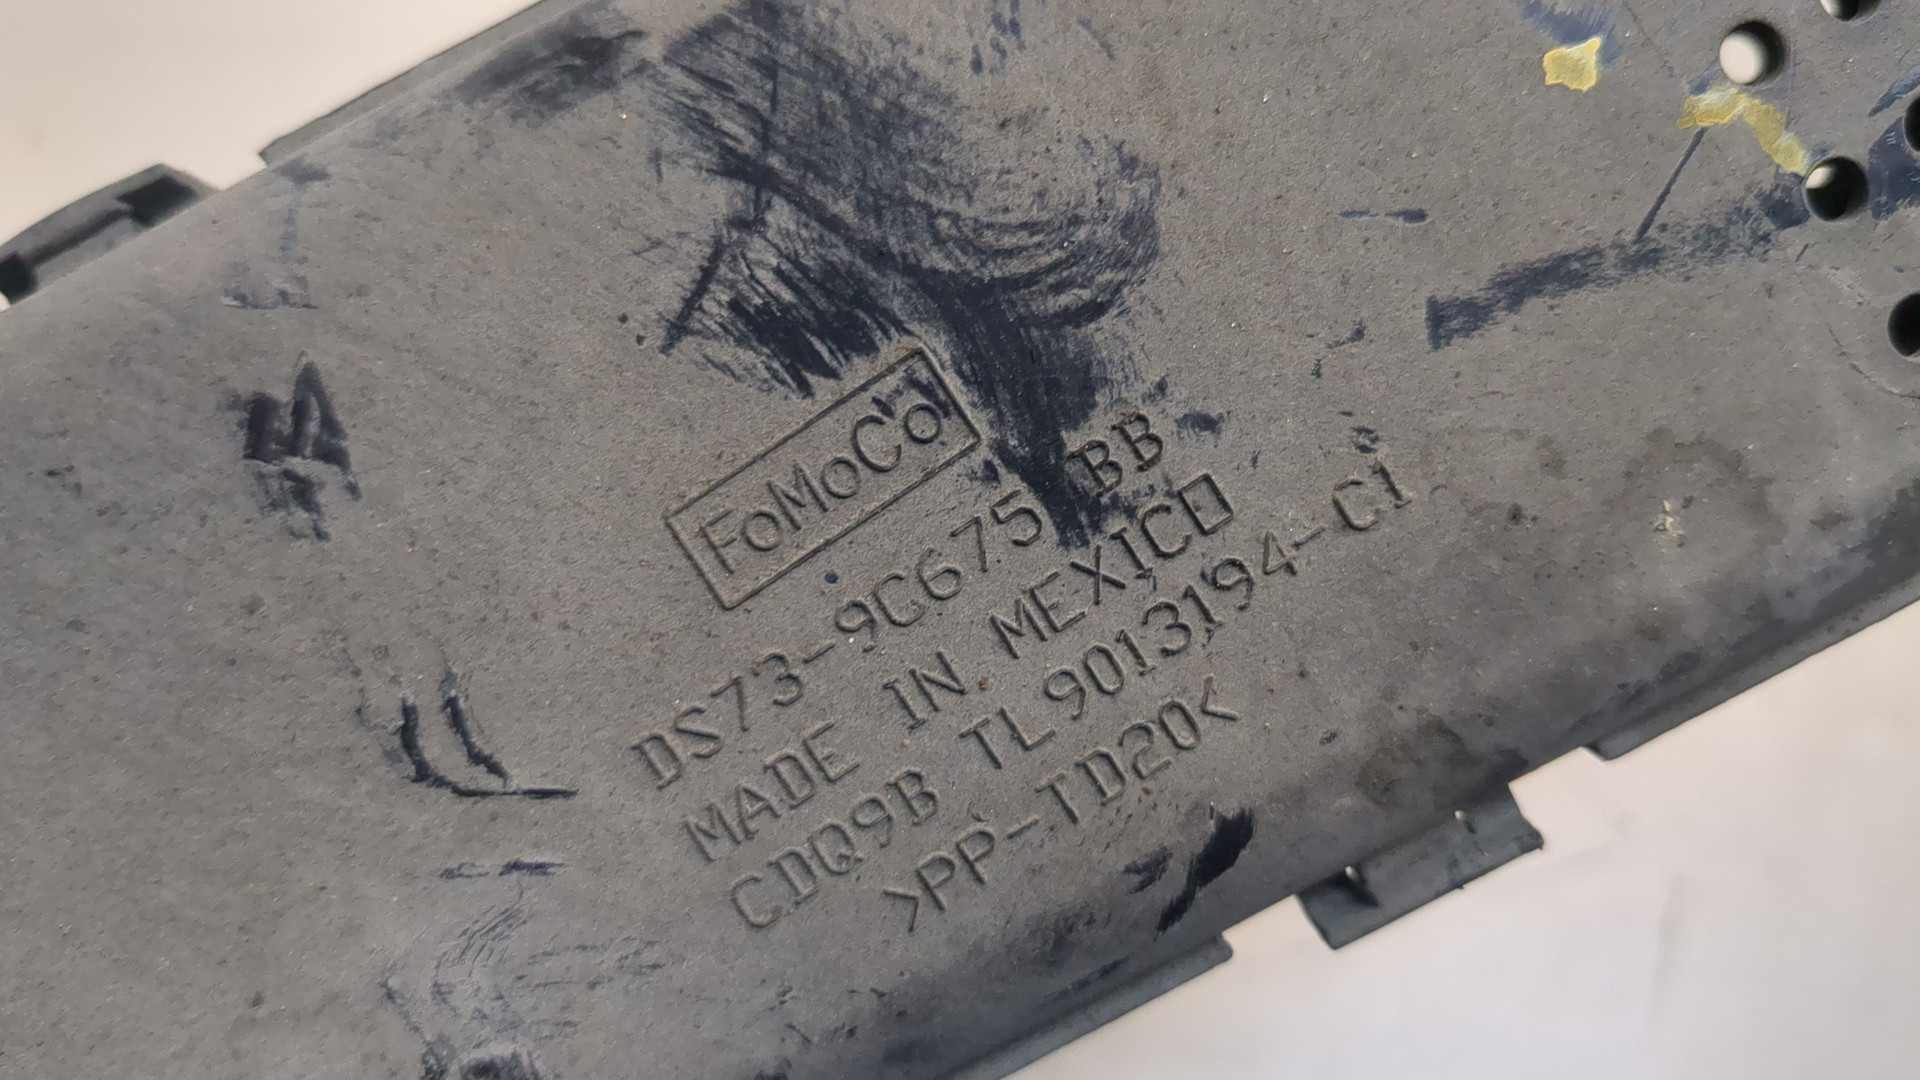 FoMoCo
DS73-9C675 BB
MADE IN MEXICO
CDQ9B TL9013194-C1
>PP-TD20<